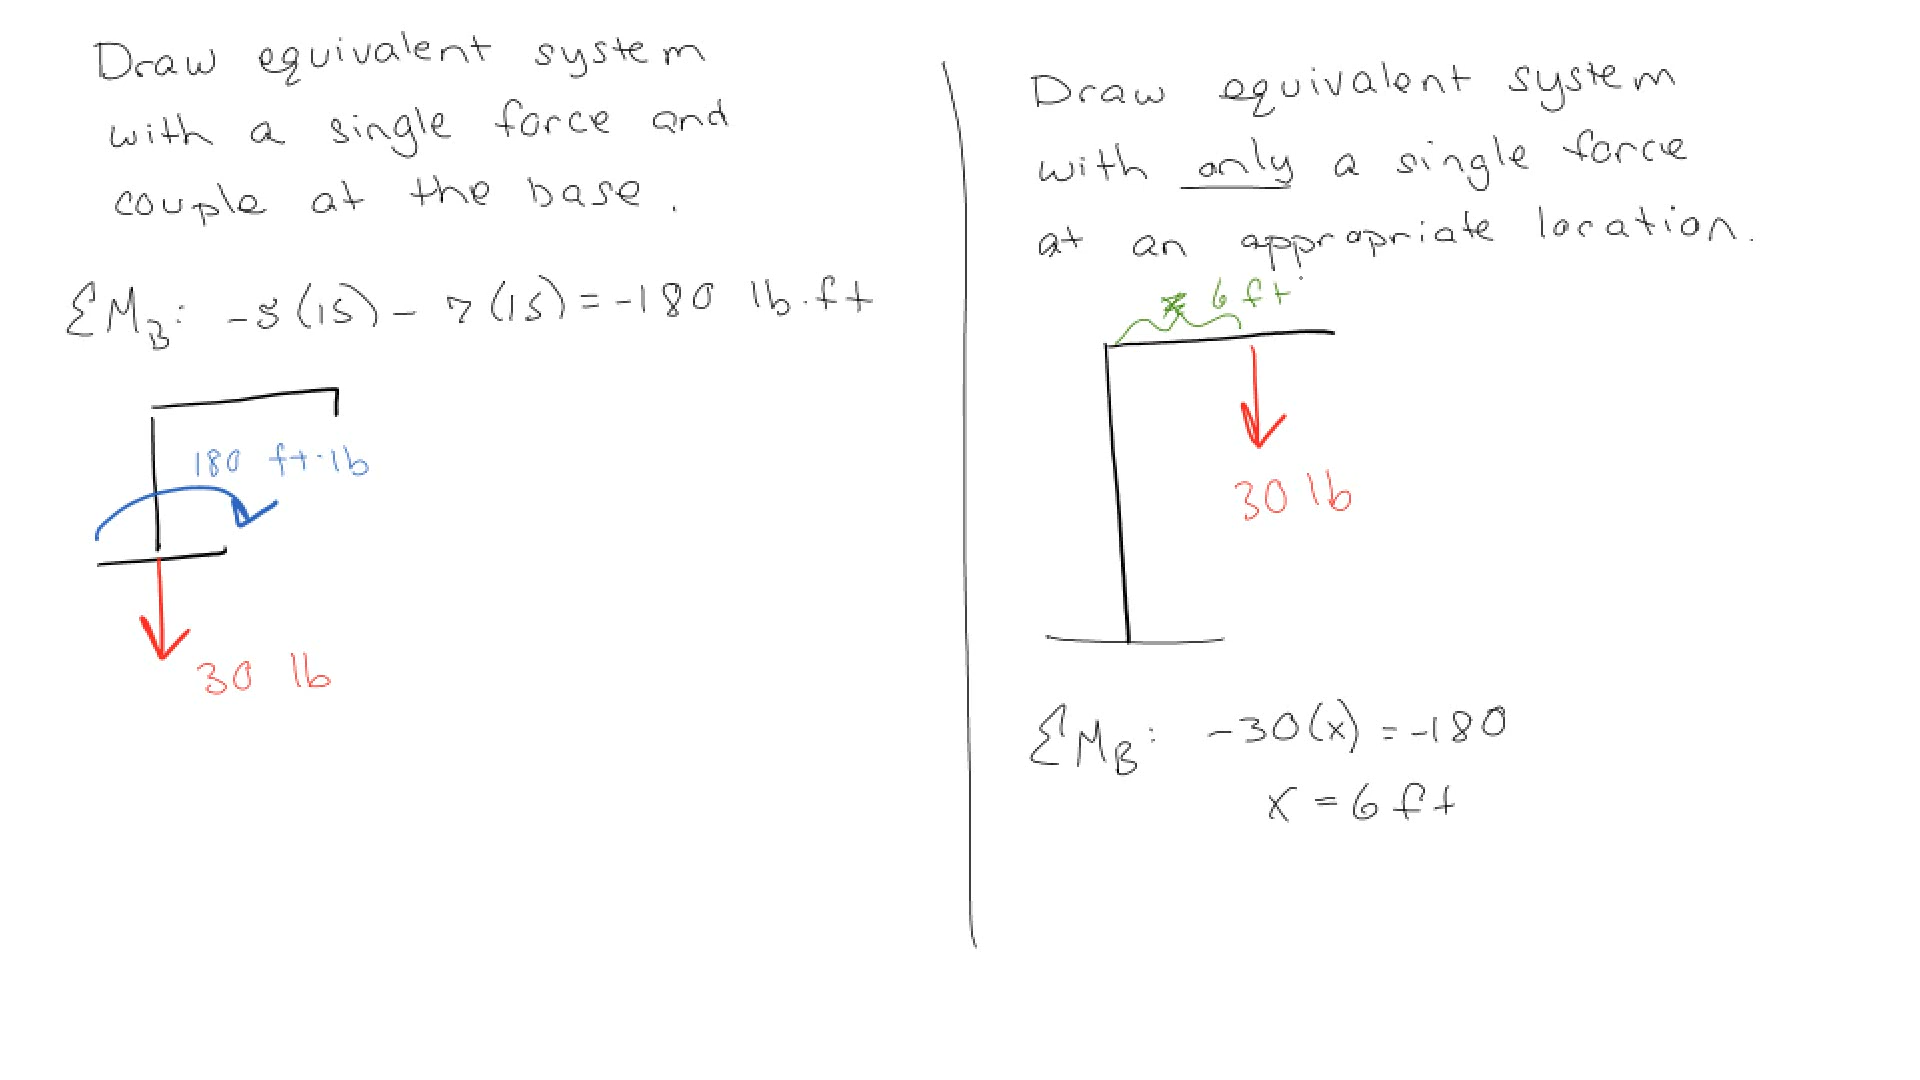 Draw equivalent system
with a single force and
couple at the base.
ΣM_B: -5(15) - 7(15) = -180 lb·ft
180 ft·lb
30 lb
Draw equivalent system
with only a single force
at an appropriate location.
6 ft
30 lb
ΣM_B: -30(x) = -180
x = 6 ft